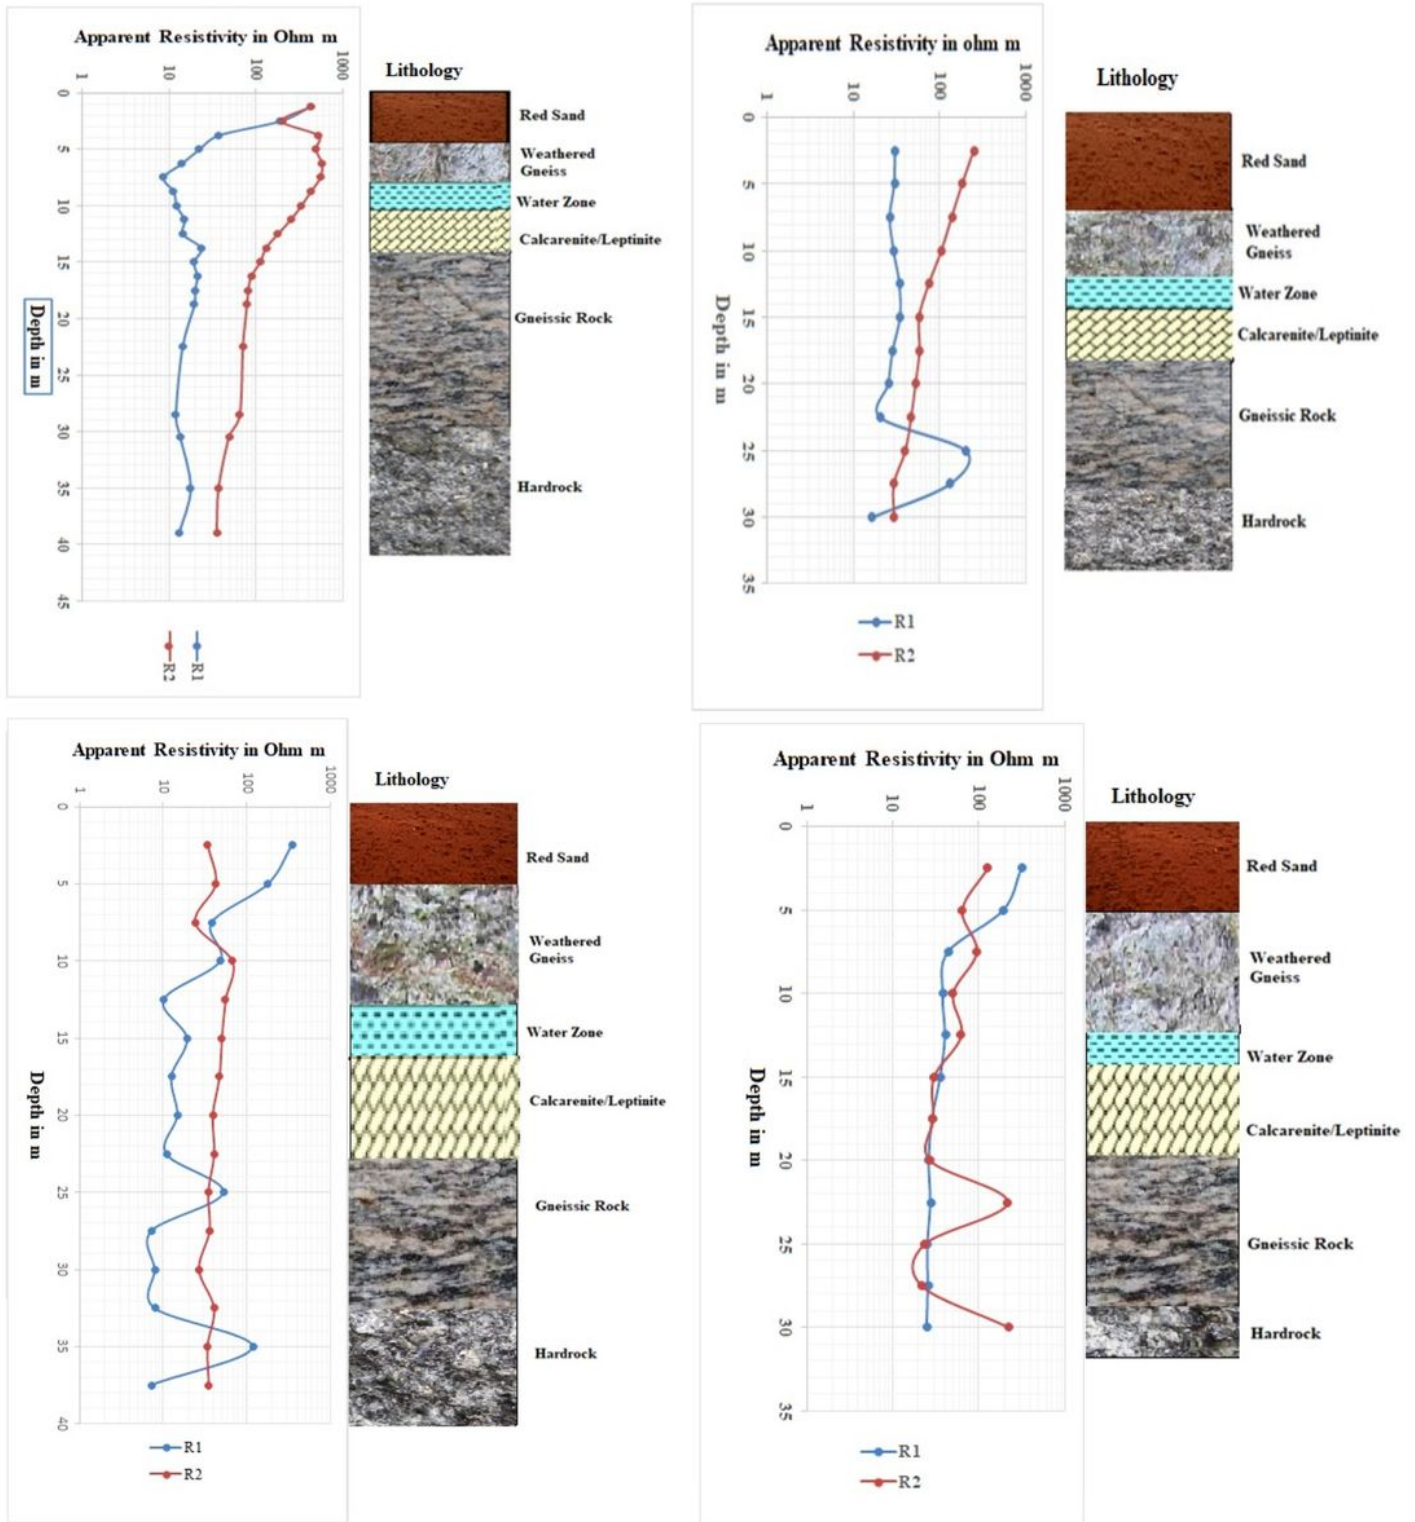 Apparent Resistivity in Ohm m
1
10
100
1000
0
5
10
15
20
25
30
35
40
45
Depth in m
R1
R2
Lithology
Red Sand
Weathered
Gneiss
Water Zone
Calcarenite/Leptinite
Gneissic Rock
Hardrock
Apparent Resistivity in ohm m
1
10
100
1000
0
5
10
15
20
25
30
35
Depth in m
R1
R2
Lithology
Red Sand
Weathered
Gneiss
Water Zone
Calcarenite/Leptinite
Gneissic Rock
Hardrock
Apparent Resistivity in Ohm m
1
10
100
1000
0
5
10
15
20
25
30
35
40
Depth in m
R1
R2
Lithology
Red Sand
Weathered
Gneiss
Water Zone
Calcarenite/Leptinite
Gneissic Rock
Hardrock
Apparent Resistivity in Ohm m
1
10
100
1000
0
5
10
15
20
25
30
35
Depth in m
R1
R2
Lithology
Red Sand
Weathered
Gneiss
Water Zone
Calcarenite/Leptinite
Gneissic Rock
Hardrock